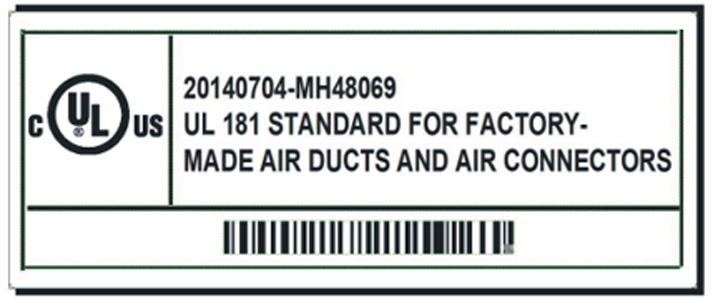 C UL® US
20140704-MH48069
UL 181 STANDARD FOR FACTORY-
MADE AIR DUCTS AND AIR CONNECTORS